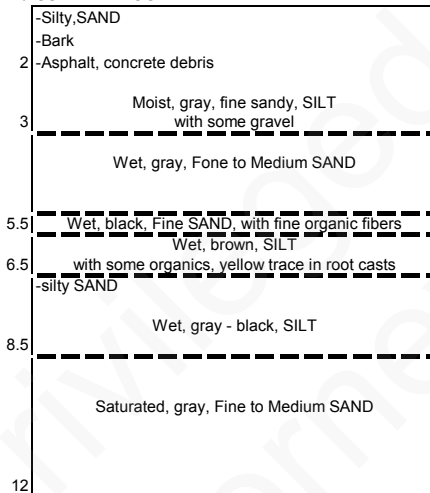 -Silty,SAND
-Bark
2 -Asphalt, concrete debris
Moist, gray, fine sandy, SILT
with some gravel
3
Wet, gray, Fone to Medium SAND
5.5 Wet, black, Fine SAND, with fine organic fibers
Wet, brown, SILT
6.5 with some organics, yellow trace in root casts
-silty SAND
Wet, gray - black, SILT
8.5
Saturated, gray, Fine to Medium SAND
12